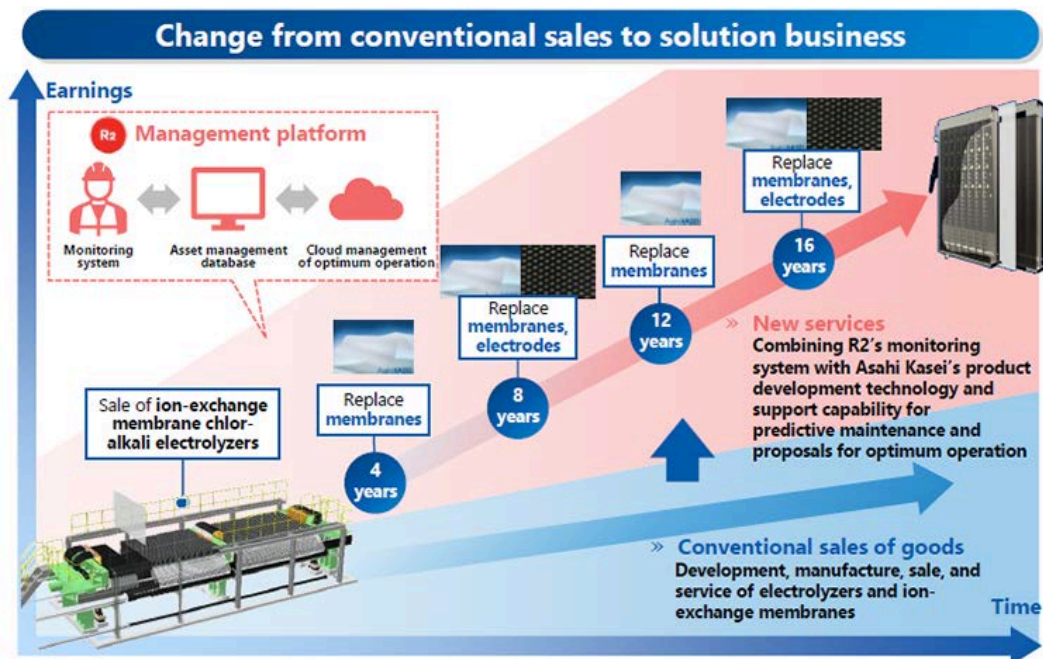 Change from conventional sales to solution business
Earnings
R2 Management platform
Monitoring
system
Asset management
database
Cloud management
of optimum operation
Sale of ion-exchange
membrane chlor-
alkali electrolyzers
Replace
membranes
4
years
Replace
membranes,
electrodes
8
years
Replace
membranes
12
years
Replace
membranes,
electrodes
16
years
» New services
Combining R2's monitoring
system with Asahi Kasei's product
development technology and
support capability for
predictive maintenance and
proposals for optimum operation
» Conventional sales of goods
Development, manufacture, sale, and
service of electrolyzers and ion-
exchange membranes
Time